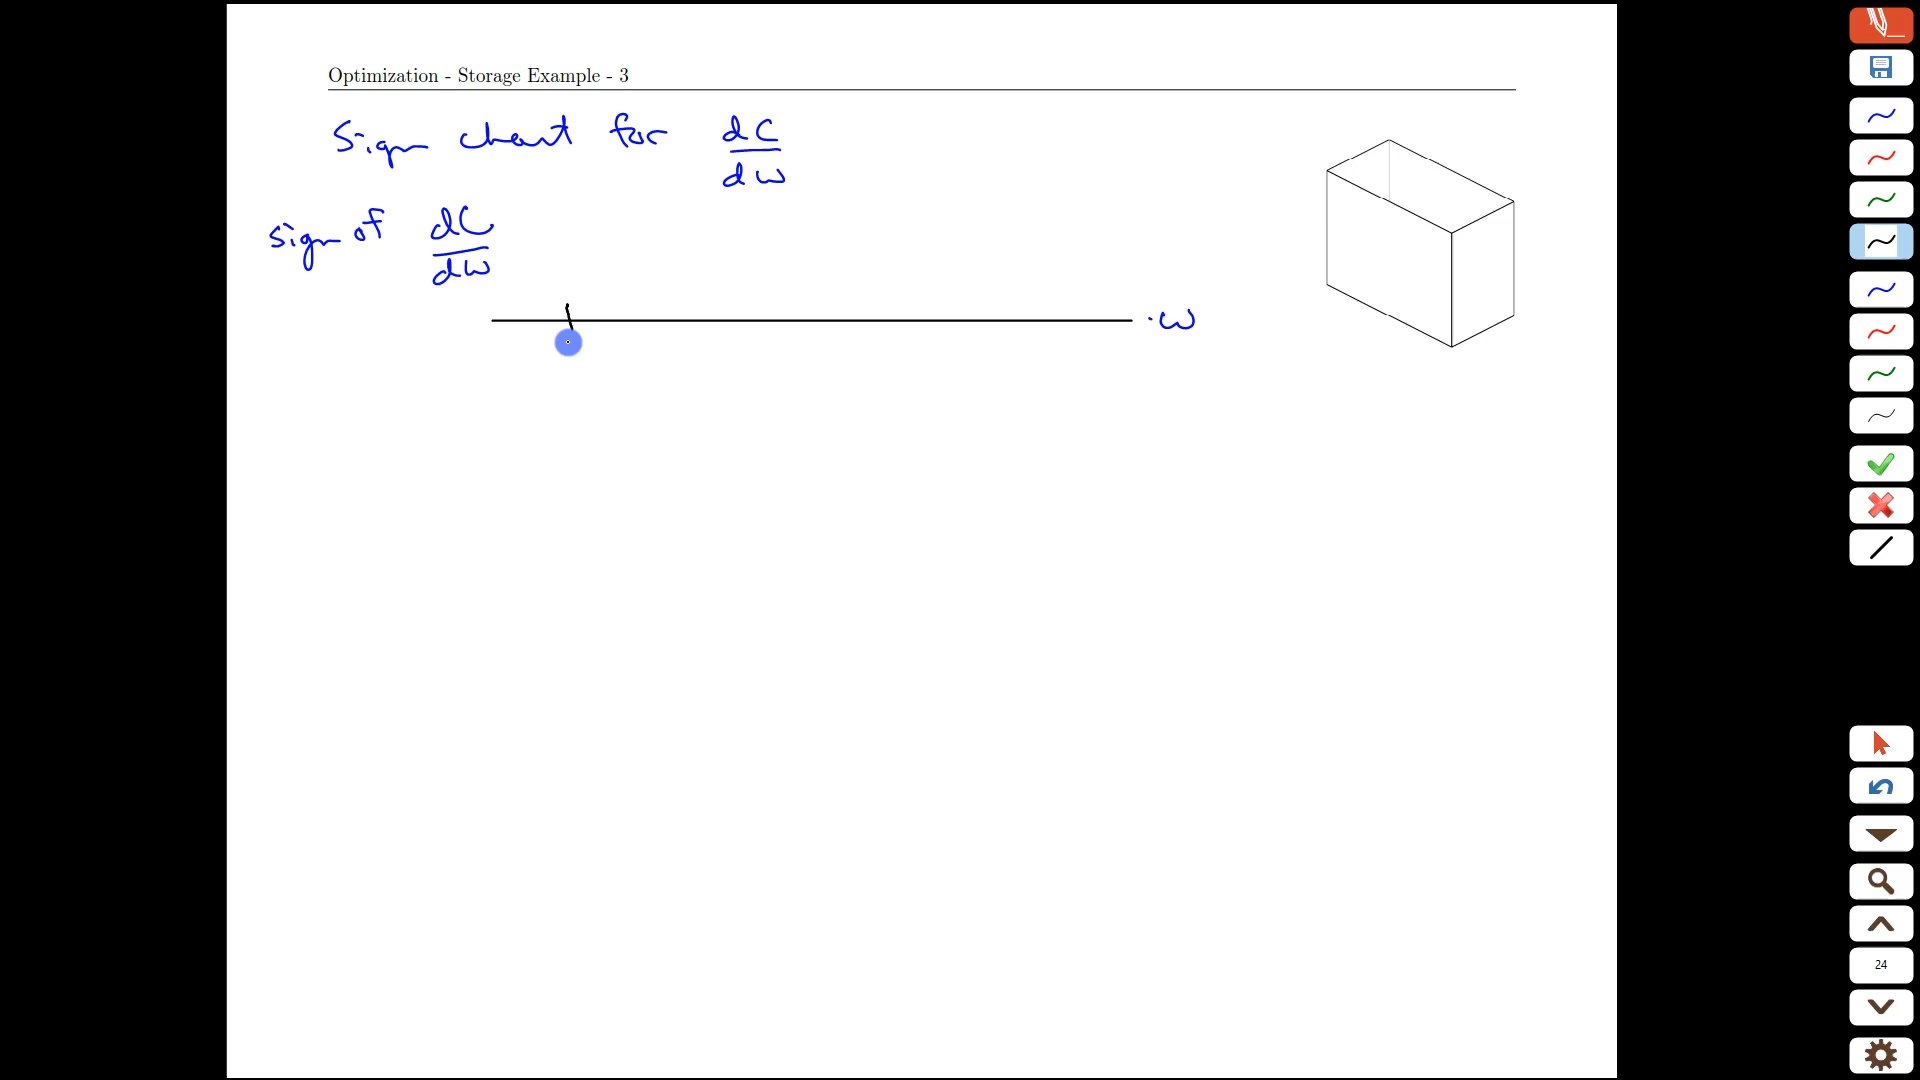 Optimization - Storage Example - 3
Sign chart for dC/dw
sign of dC/dw
w
24